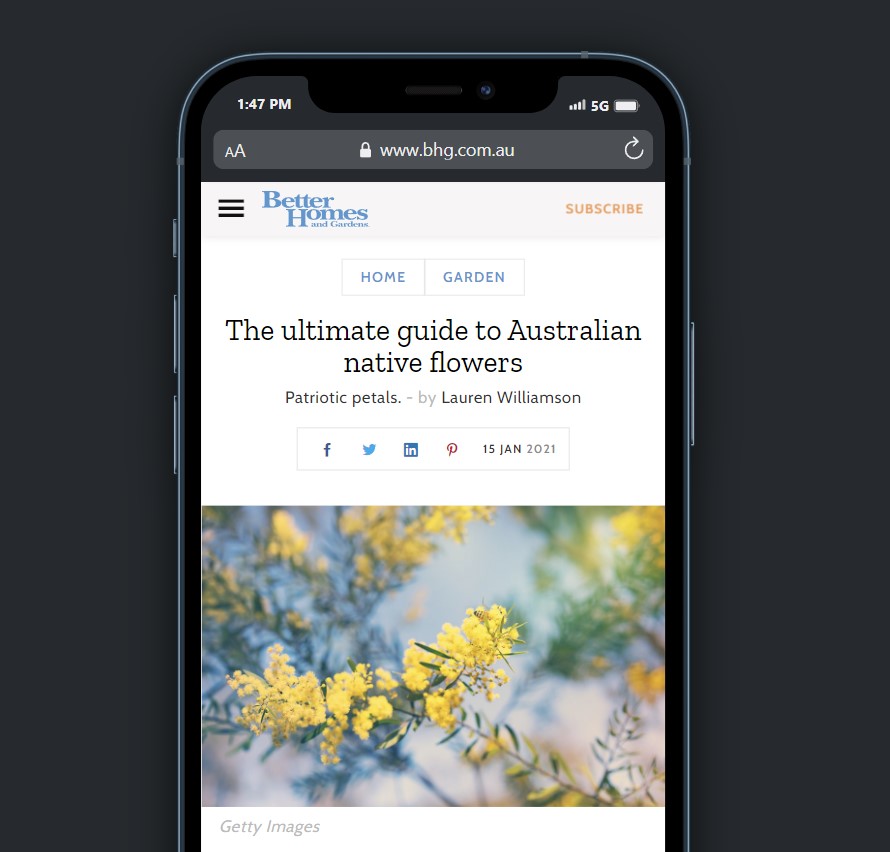 1:47 PM
5G
AA
www.bhg.com.au
Better
Homes
and Gardens
SUBSCRIBE
HOME
GARDEN
The ultimate guide to Australian
native flowers
Patriotic petals. - by Lauren Williamson
15 JAN 2021
Getty Images